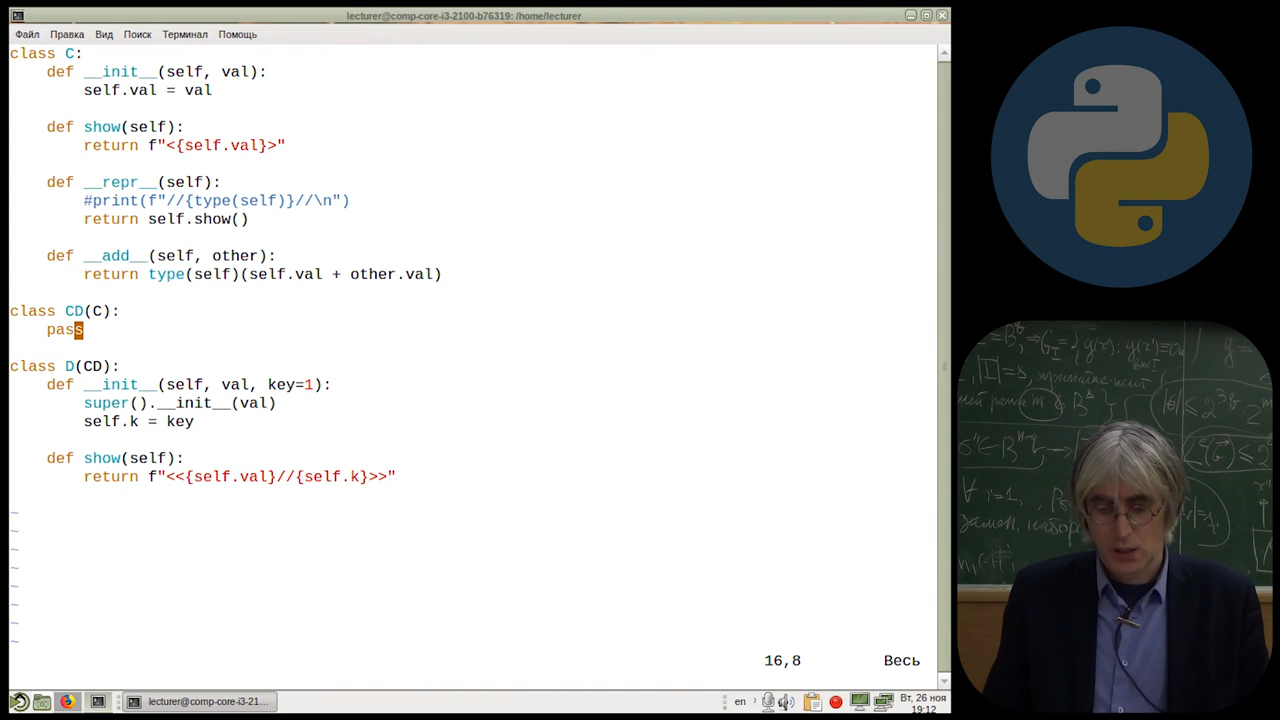 lecturer@comp-core-i3-2100-b76319: /home/lecturer
Файл Правка Вид Поиск Терминал Помощь
class C:
    def __init__(self, val):
        self.val = val
    def show(self):
        return f"<{self.val}>"
    def __repr__(self):
        #print(f"//{type(self)}//\n")
        return self.show()
    def __add__(self, other):
        return type(self)(self.val + other.val)
class CD(C):
    pass
class D(CD):
    def __init__(self, val, key=1):
        super().__init__(val)
        self.k = key
    def show(self):
        return f"<<{self.val}//{self.k}>>"
~
~
~
~
~
~
~
~
16,8 Весь
lecturer@comp-core-i3-21... en Вт, 26 ноя
19:12